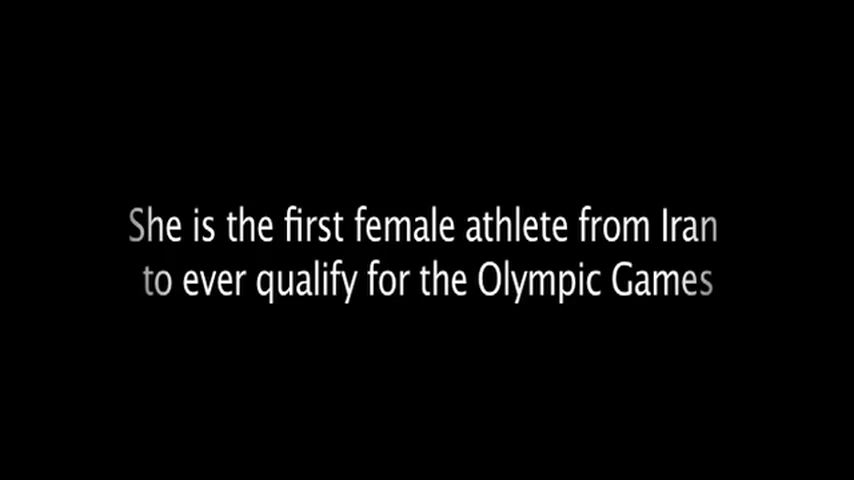 She is the first female athlete from Iran
to ever qualify for the Olympic Games